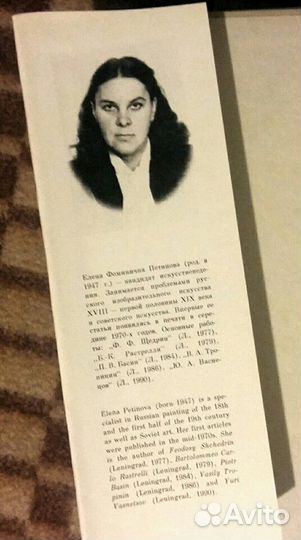 Елена Фоминична Петинова (род. в
1947 г.) — кандидат искусствоведе-
ния. Занимается проблемами рус-
ского изобразительного искусства
XVIII — первой половины XIX века
и советского искусства. Впервые ее
статьи появились в печати в сере-
дине 1970-х годов. Основные рабо-
ты: „Ф. Ф. Щедрин“ (Л., 1977),
„Б.-К. Растрелли“ (Л., 1979),
„П. В. Басин“ (Л., 1984), „В. А. Тро-
пинин“ (Л., 1986), „Ю. А. Васне-
цов“ (Л., 1990).
Elena Petinova (born 1947) is a spe-
cialist in Russian painting of the 18th
and the first half of the 19th century
as well as Soviet art. Her first articles
were published in the mid-1970s. She
is the author of Feodosy Shchedrin
(Leningrad, 1977), Bartolommeo Car-
lo Rastrelli (Leningrad, 1979), Piotr
Basin (Leningrad, 1984), Vasily Tro-
pinin (Leningrad, 1986) and Yuri
Vasnetsov (Leningrad, 1990).
Avito